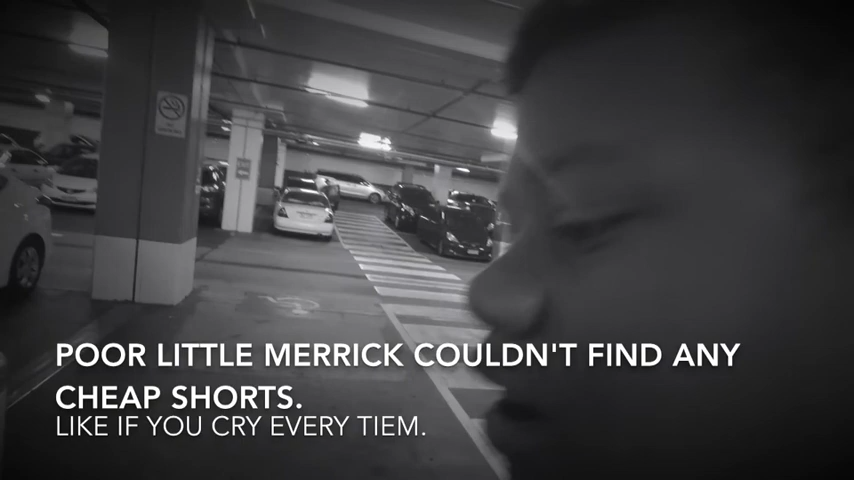 POOR LITTLE MERRICK COULDN'T FIND ANY
CHEAP SHORTS.
LIKE IF YOU CRY EVERY TIEM.